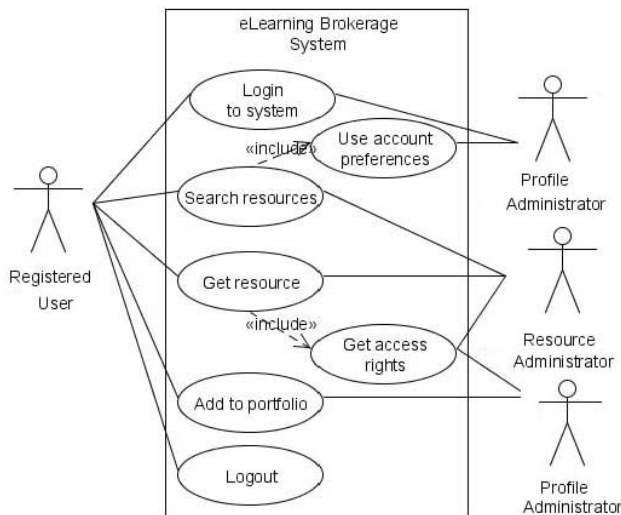 eLearning Brokerage
System
Login
to system
«include»
Use account
preferences
Profile
Administrator
Search resources
Registered
User
Get resource
«include»
Get access
rights
Resource
Administrator
Add to portfolio
Logout
Profile
Administrator